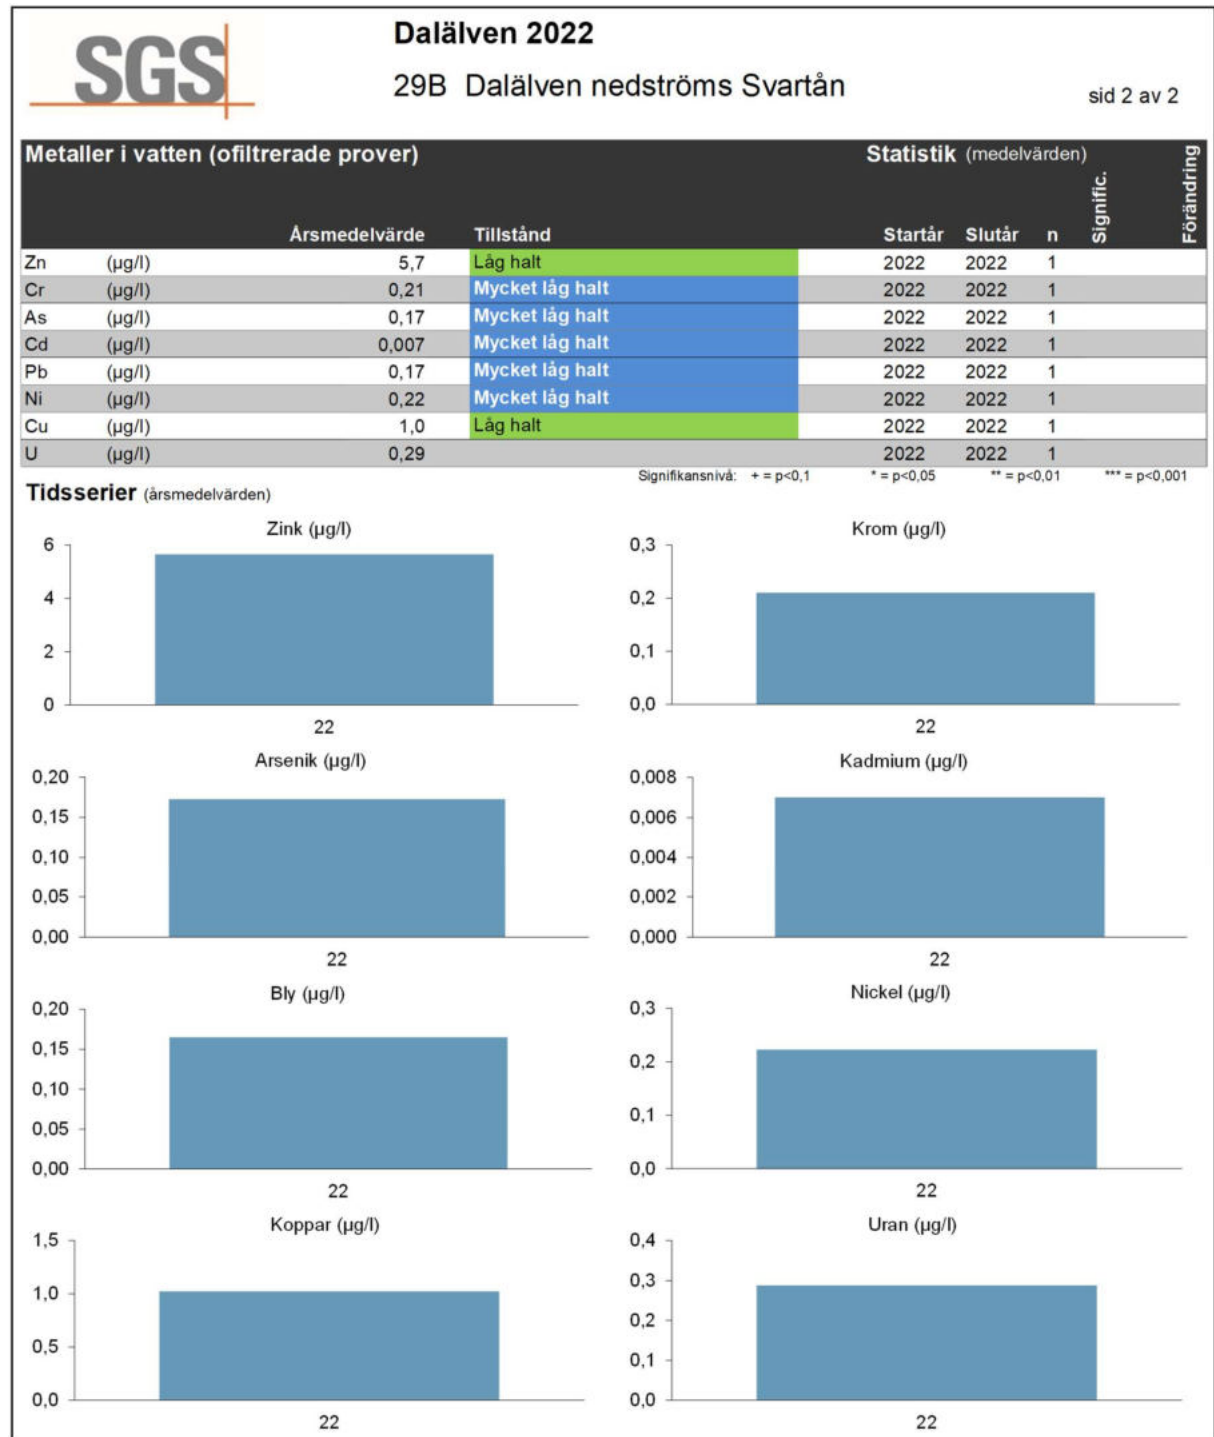 SGS
Dalälven 2022
29B Dalälven nedströms Svartån
sid 2 av 2
Metaller i vatten (ofiltrerade prover) Statistik (medelvärden)
Årsmedelvärde Tillstånd Startår Slutår n Signific. Förändring
Zn (µg/l) 5,7 Låg halt 2022 2022 1
Cr (µg/l) 0,21 Mycket låg halt 2022 2022 1
As (µg/l) 0,17 Mycket låg halt 2022 2022 1
Cd (µg/l) 0,007 Mycket låg halt 2022 2022 1
Pb (µg/l) 0,17 Mycket låg halt 2022 2022 1
Ni (µg/l) 0,22 Mycket låg halt 2022 2022 1
Cu (µg/l) 1,0 Låg halt 2022 2022 1
U (µg/l) 0,29 2022 2022 1
Signifikansnivå: + = p<0,1 * = p<0,05 ** = p<0,01 *** = p<0,001
Tidsserier (årsmedelvärden)
Zink (µg/l)
6
4
2
0
22
Krom (µg/l)
0,3
0,2
0,1
0,0
22
Arsenik (µg/l)
0,20
0,15
0,10
0,05
0,00
22
Kadmium (µg/l)
0,008
0,006
0,004
0,002
0,000
22
Bly (µg/l)
0,20
0,15
0,10
0,05
0,00
22
Nickel (µg/l)
0,3
0,2
0,1
0,0
22
Koppar (µg/l)
1,5
1,0
0,5
0,0
22
Uran (µg/l)
0,4
0,3
0,2
0,1
0,0
22